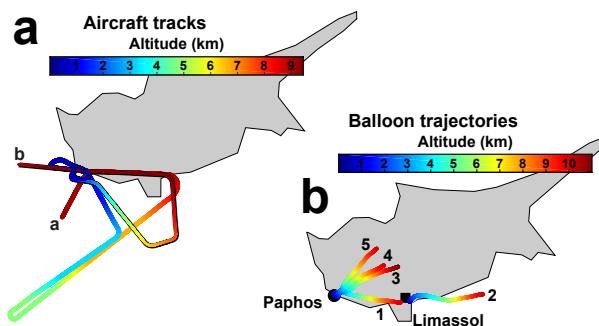 a
Aircraft tracks
Altitude (km)
1 2 3 4 5 6 7 8 9
b
a
Balloon trajectories
Altitude (km)
1 2 3 4 5 6 7 8 9 10
b
5
4
3
Paphos
1
2
Limassol